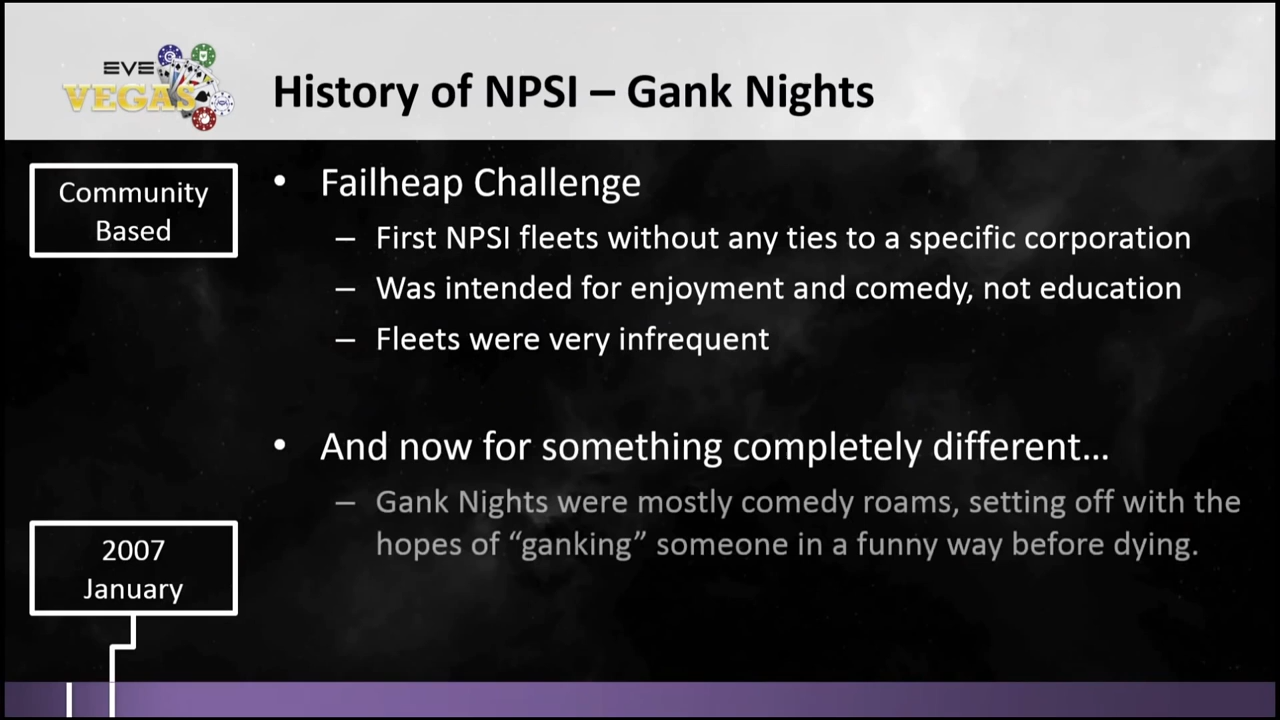 EVE
VEGAS
History of NPSI – Gank Nights
Community
Based
• Failheap Challenge
– First NPSI fleets without any ties to a specific corporation
– Was intended for enjoyment and comedy, not education
– Fleets were very infrequent
• And now for something completely different…
– Gank Nights were mostly comedy roams, setting off with the
hopes of “ganking” someone in a funny way before dying.
2007
January